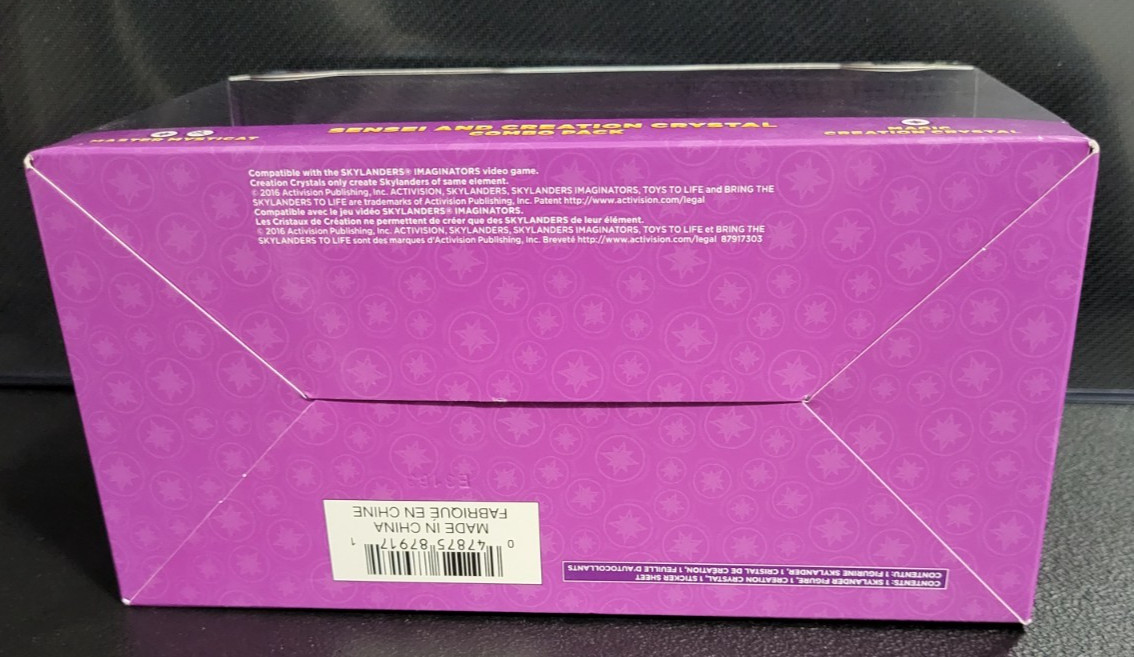 MASTER MYSTICAT
SENSEI AND CREATION CRYSTAL
COMBO PACK
MAGIC
CREATION CRYSTAL
Compatible with the SKYLANDERS® IMAGINATORS video game.
Creation Crystals only create Skylanders of same element.
© 2016 Activision Publishing, Inc. ACTIVISION, SKYLANDERS, SKYLANDERS IMAGINATORS, TOYS TO LIFE and BRING THE
SKYLANDERS TO LIFE are trademarks of Activision Publishing, Inc. Patent http://www.activision.com/legal
Compatible avec le jeu vidéo SKYLANDERS® IMAGINATORS.
Les Cristaux de Création ne permettent de créer que des SKYLANDERS de leur élément.
© 2016 Activision Publishing, Inc. ACTIVISION, SKYLANDERS, SKYLANDERS IMAGINATORS, TOYS TO LIFE et BRING THE
SKYLANDERS TO LIFE sont des marques d'Activision Publishing, Inc. Breveté http://www.activision.com/legal 87917303
0 47875 87917 1
MADE IN CHINA
FABRIQUÉ EN CHINE
CONTENTS: 1 SKYLANDER FIGURE, 1 CREATION CRYSTAL, 1 STICKER SHEET
CONTENTU: 1 FIGURINE SKYLANDER, 1 CRISTAL DE CRÉATION, 1 FEUILLE D'AUTOCOLLANTS